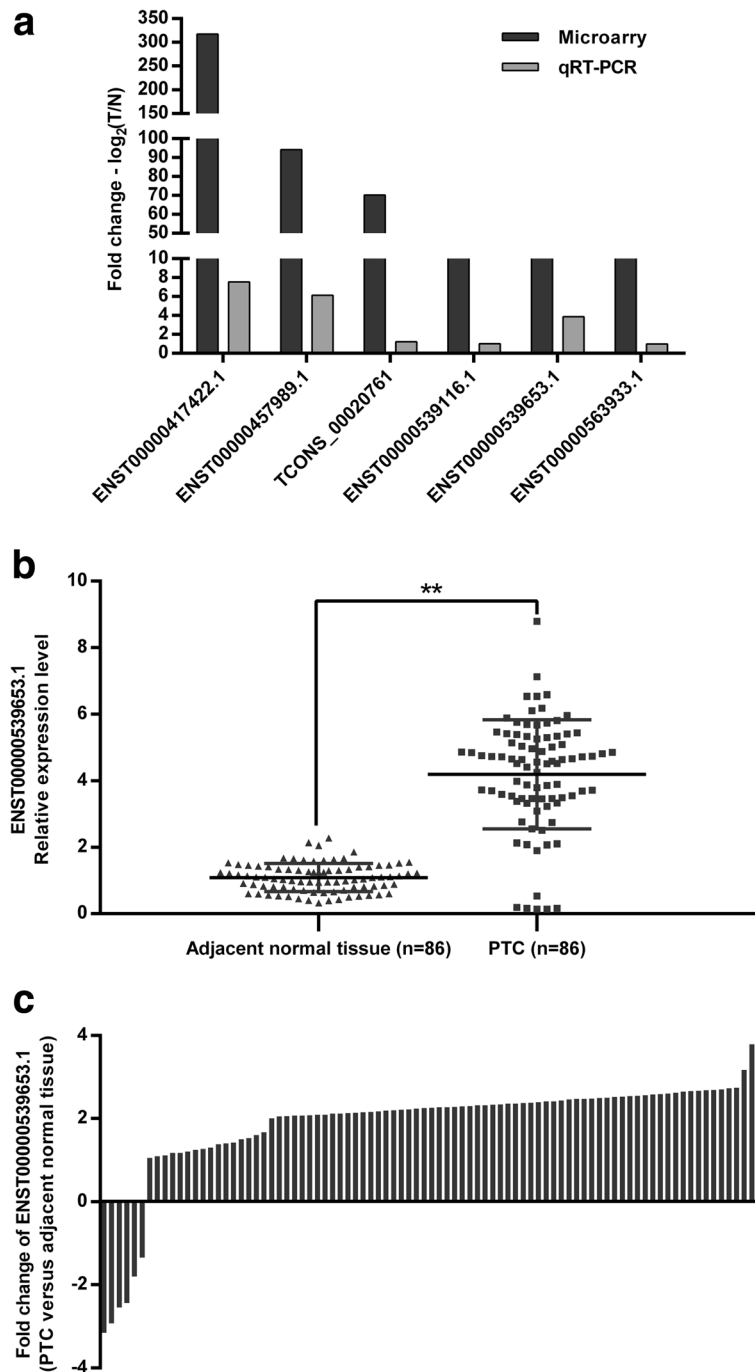 a
Fold change - log2(T/N)
350
300
250
200
150
100
90
80
70
60
50
10
8
6
4
2
0
Microarry
qRT-PCR
ENST00000417422.1
ENST00000457989.1
TCONS_00020761
ENST00000539116.1
ENST00000539653.1
ENST00000563933.1
b
ENST00000539653.1
Relative expression level
10
8
6
4
2
0
**
Adjacent normal tissue (n=86)
PTC (n=86)
c
Fold change of ENST00000539653.1
(PTC versus adjacent normal tissue)
4
2
0
-2
-4